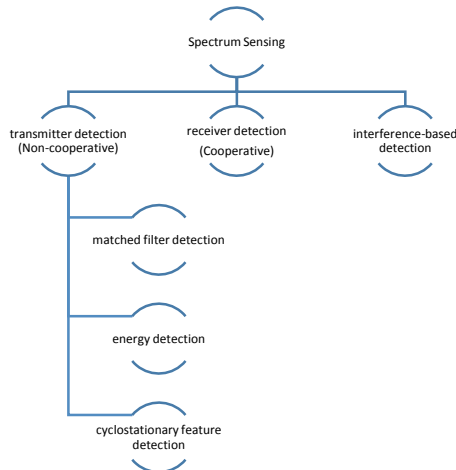 Spectrum Sensing
transmitter detection
(Non-cooperative)
receiver detection
(Cooperative)
interference-based
detection
matched filter detection
energy detection
cyclostationary feature
detection